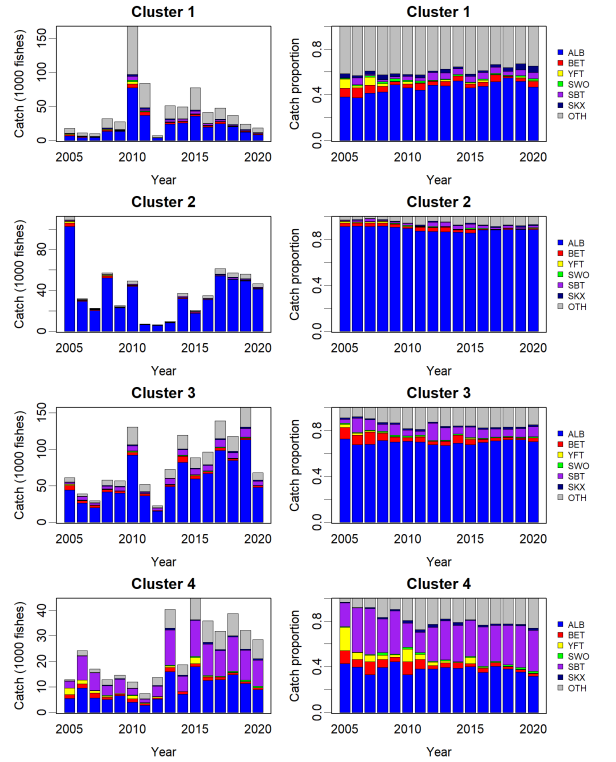 Cluster 1
Catch (1000 fishes)
0 50 100 150
2005 2010 2015 2020
Year
Cluster 1
Catch proportion
0.0 0.4 0.8
2005 2010 2015 2020
Year
ALB
BET
YFT
SWO
SBT
SKX
OTH
Cluster 2
Catch (1000 fishes)
0 40 80
2005 2010 2015 2020
Year
Cluster 2
Catch proportion
0.0 0.4 0.8
2005 2010 2015 2020
Year
ALB
BET
YFT
SWO
SBT
SKX
OTH
Cluster 3
Catch (1000 fishes)
0 50 100 150
2005 2010 2015 2020
Year
Cluster 3
Catch proportion
0.0 0.4 0.8
2005 2010 2015 2020
Year
ALB
BET
YFT
SWO
SBT
SKX
OTH
Cluster 4
Catch (1000 fishes)
0 10 20 30 40
2005 2010 2015 2020
Year
Cluster 4
Catch proportion
0.0 0.4 0.8
2005 2010 2015 2020
Year
ALB
BET
YFT
SWO
SBT
SKX
OTH